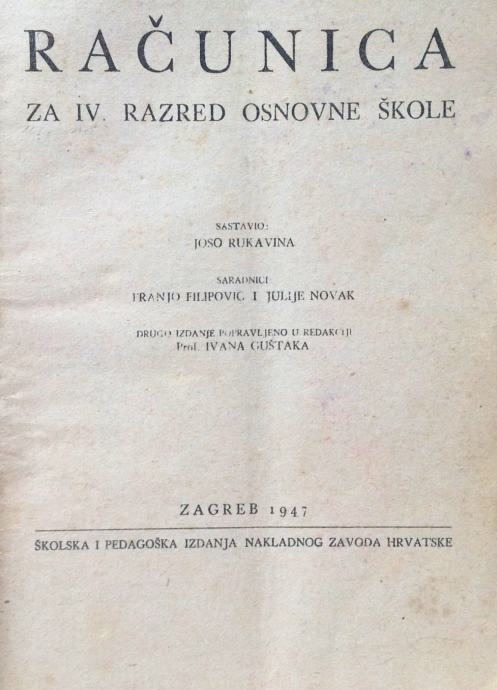 RAČUNICA
ZA IV. RAZRED OSNOVNE ŠKOLE
SASTAVIO:
JOSO RUKAVINA
SARADNICI
FRANJO FILIPOVIĆ I JULIJE NOVAK
DRUGO IZDANJE POPRAVLJENO U REDAKCIJI
Prof. IVANA GUŠTAKA
ZAGREB 1947
ŠKOLSKA I PEDAGOŠKA IZDANJA NAKLADNOG ZAVODA HRVATSKE